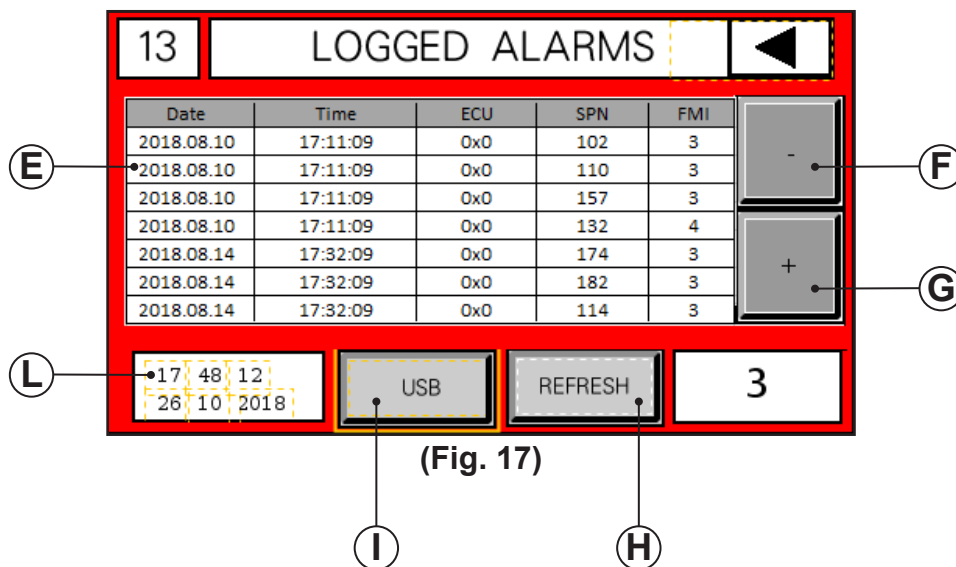 13 LOGGED ALARMS
Date Time ECU SPN FMI
2018.08.10 17:11:09 0x0 102 3
2018.08.10 17:11:09 0x0 110 3
2018.08.10 17:11:09 0x0 157 3
2018.08.10 17:11:09 0x0 132 4
2018.08.14 17:32:09 0x0 174 3
2018.08.14 17:32:09 0x0 182 3
2018.08.14 17:32:09 0x0 114 3
-
+
E
F
G
L
17 48 12
26 10 2018
USB
REFRESH
3
(Fig. 17)
I
H